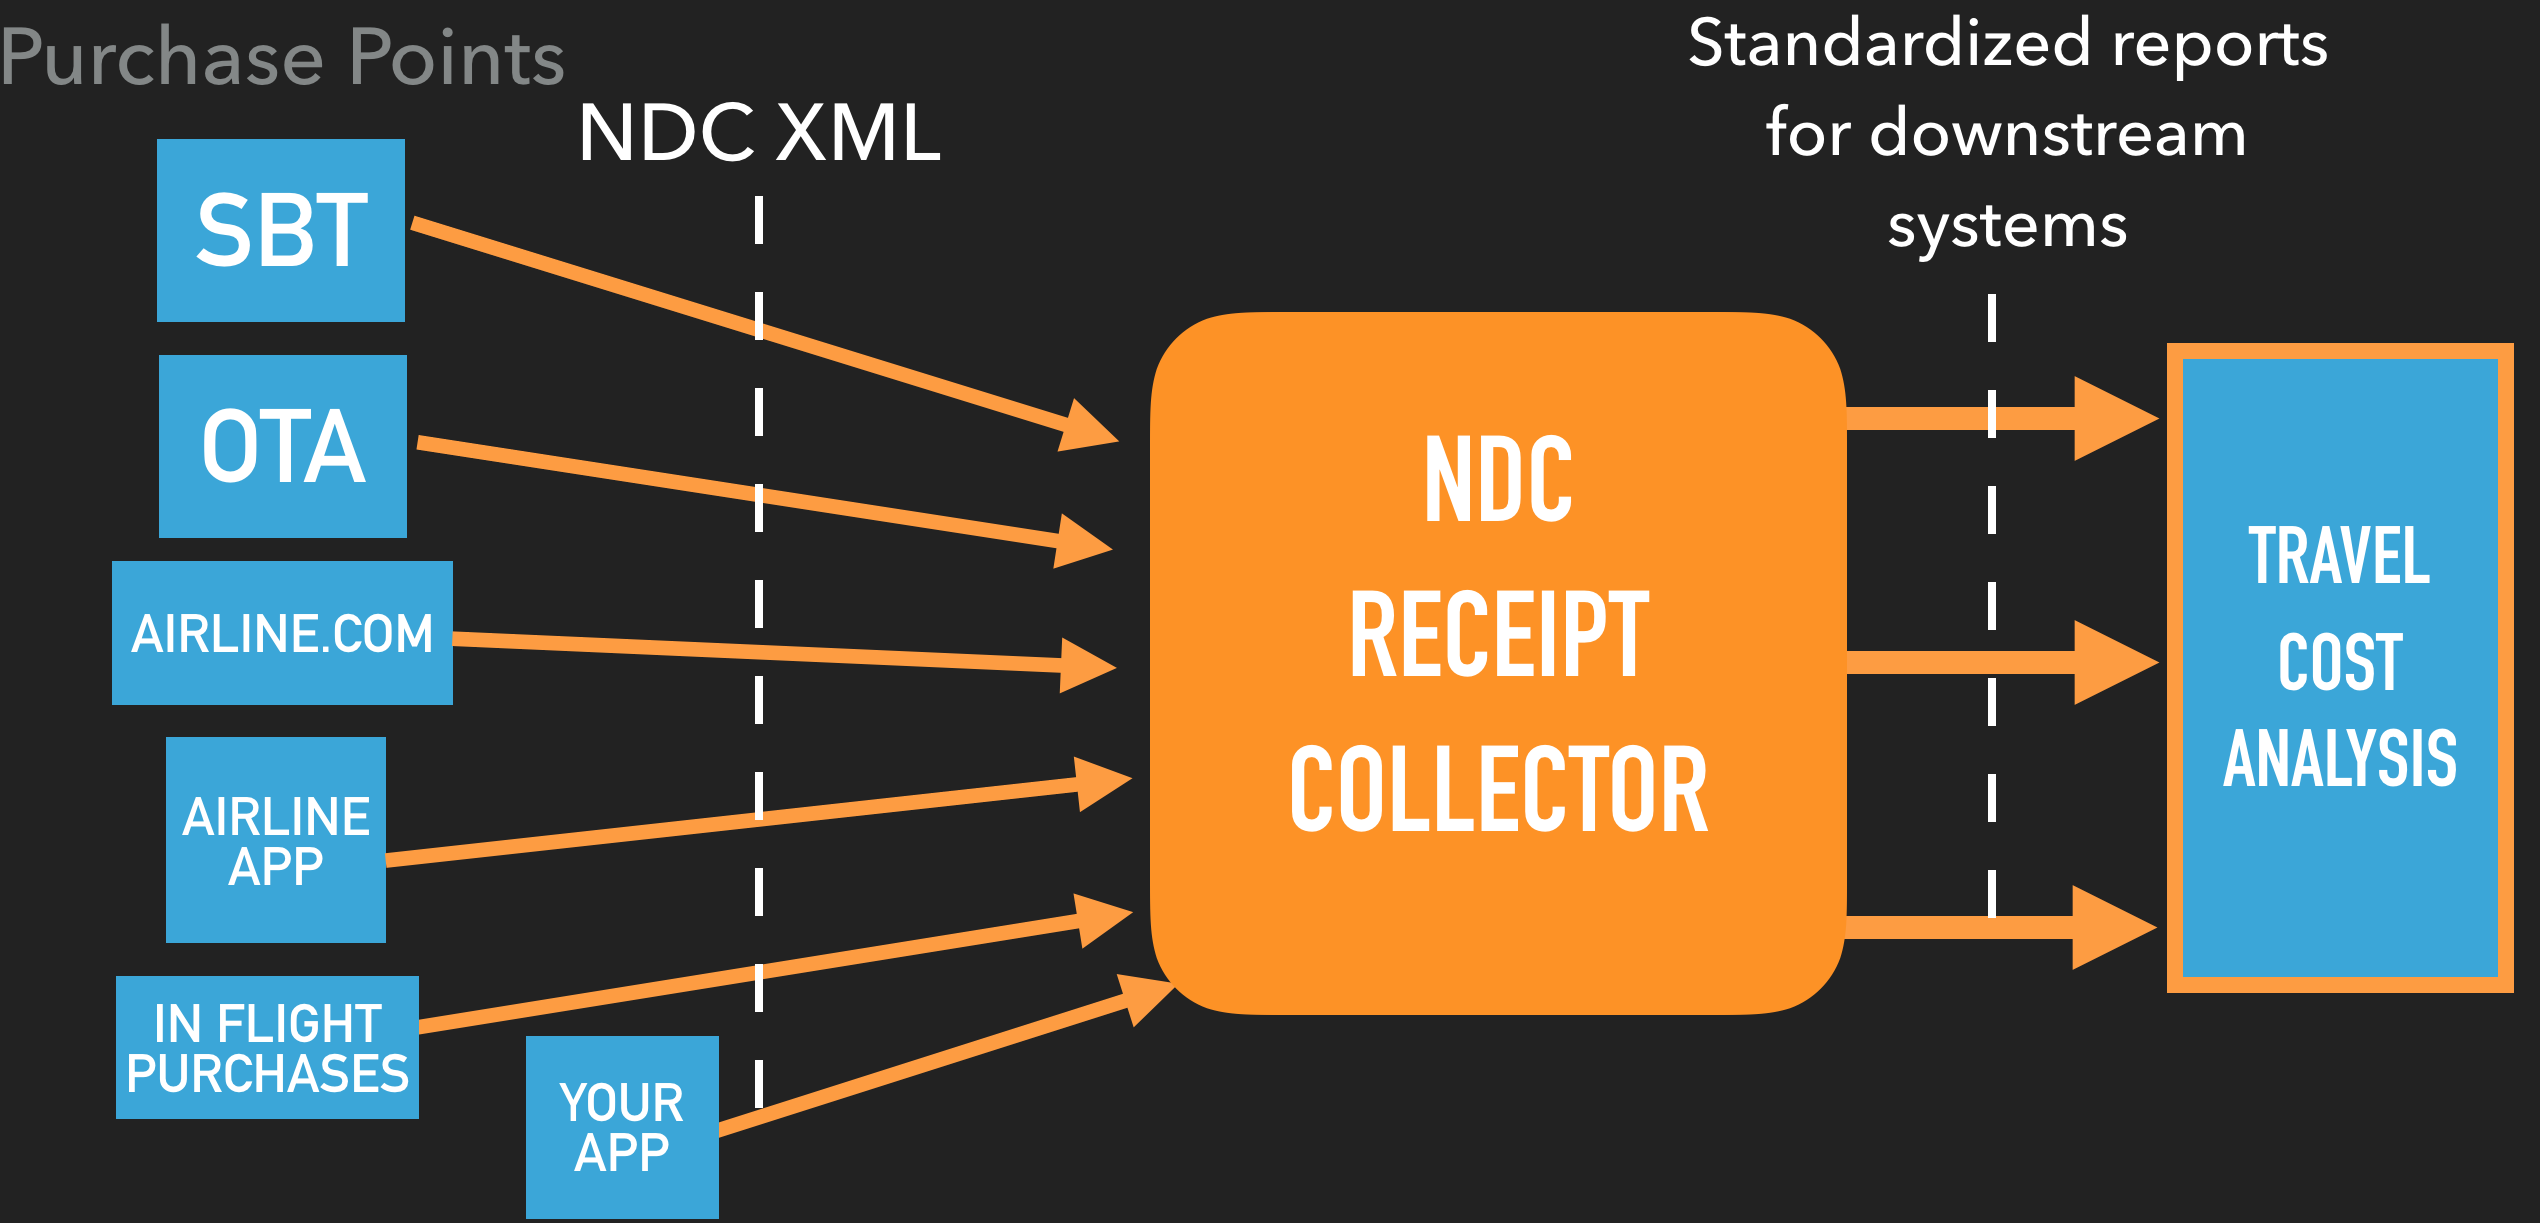 Purchase Points
NDC XML
Standardized reports
for downstream
systems
SBT
OTA
AIRLINE.COM
AIRLINE
APP
IN FLIGHT
PURCHASES
YOUR
APP
NDC
RECEIPT
COLLECTOR
TRAVEL
COST
ANALYSIS